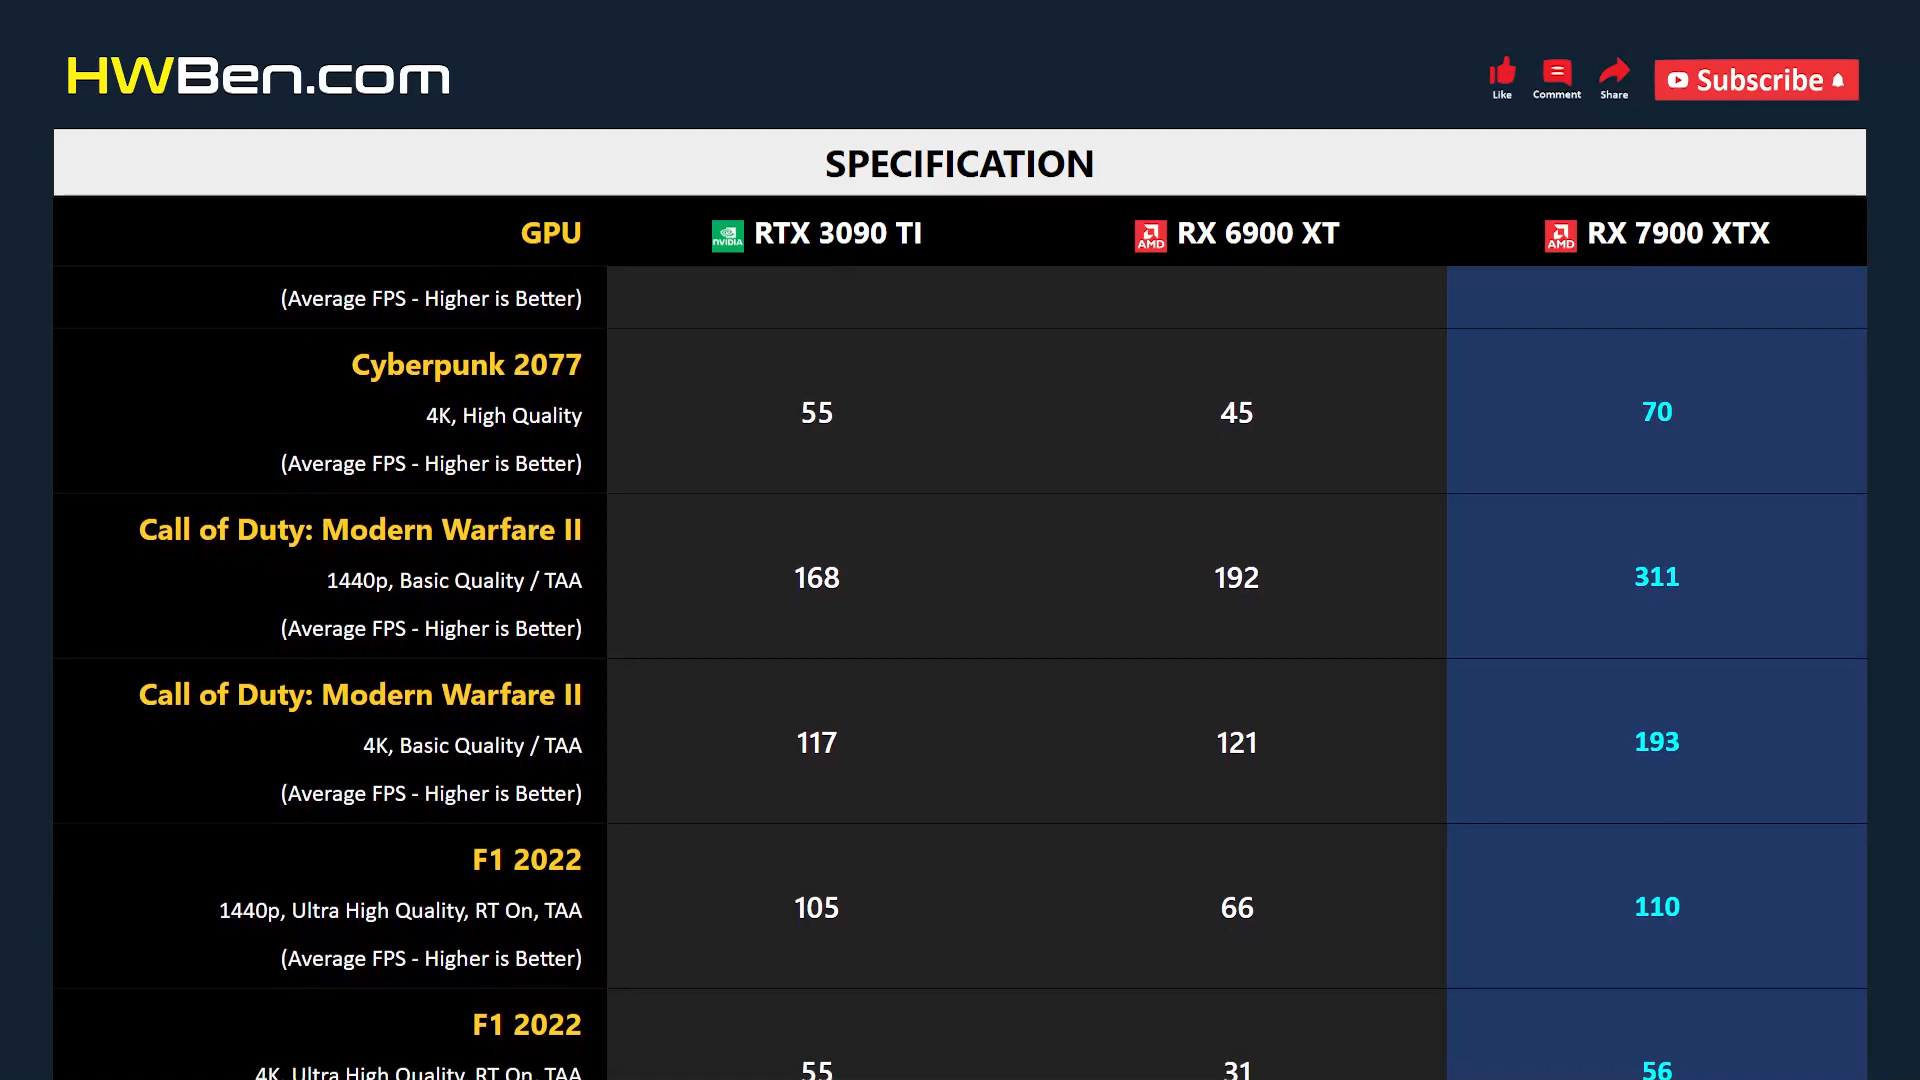 HWBen.com
Like Comment Share Subscribe
SPECIFICATION
GPU NVIDIA RTX 3090 TI AMD RX 6900 XT AMD RX 7900 XTX
(Average FPS - Higher is Better)
Cyberpunk 2077
4K, High Quality
(Average FPS - Higher is Better)
55 45 70
Call of Duty: Modern Warfare II
1440p, Basic Quality / TAA
(Average FPS - Higher is Better)
168 192 311
Call of Duty: Modern Warfare II
4K, Basic Quality / TAA
(Average FPS - Higher is Better)
117 121 193
F1 2022
1440p, Ultra High Quality, RT On, TAA
(Average FPS - Higher is Better)
105 66 110
F1 2022
4K, Ultra High Quality, RT On, TAA
55 31 56